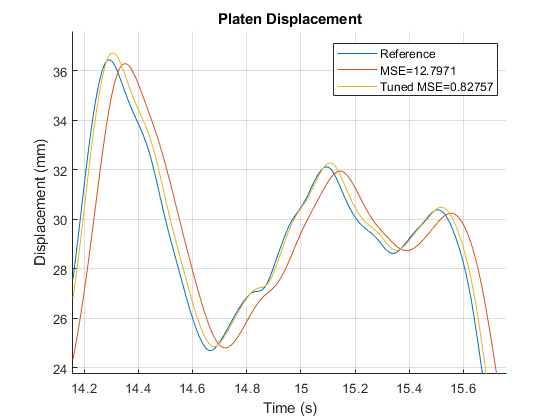 Platen Displacement
Reference
MSE=12.7971
Tuned MSE=0.82757
Displacement (mm)
36
34
32
30
28
26
24
14.2 14.4 14.6 14.8 15 15.2 15.4 15.6
Time (s)